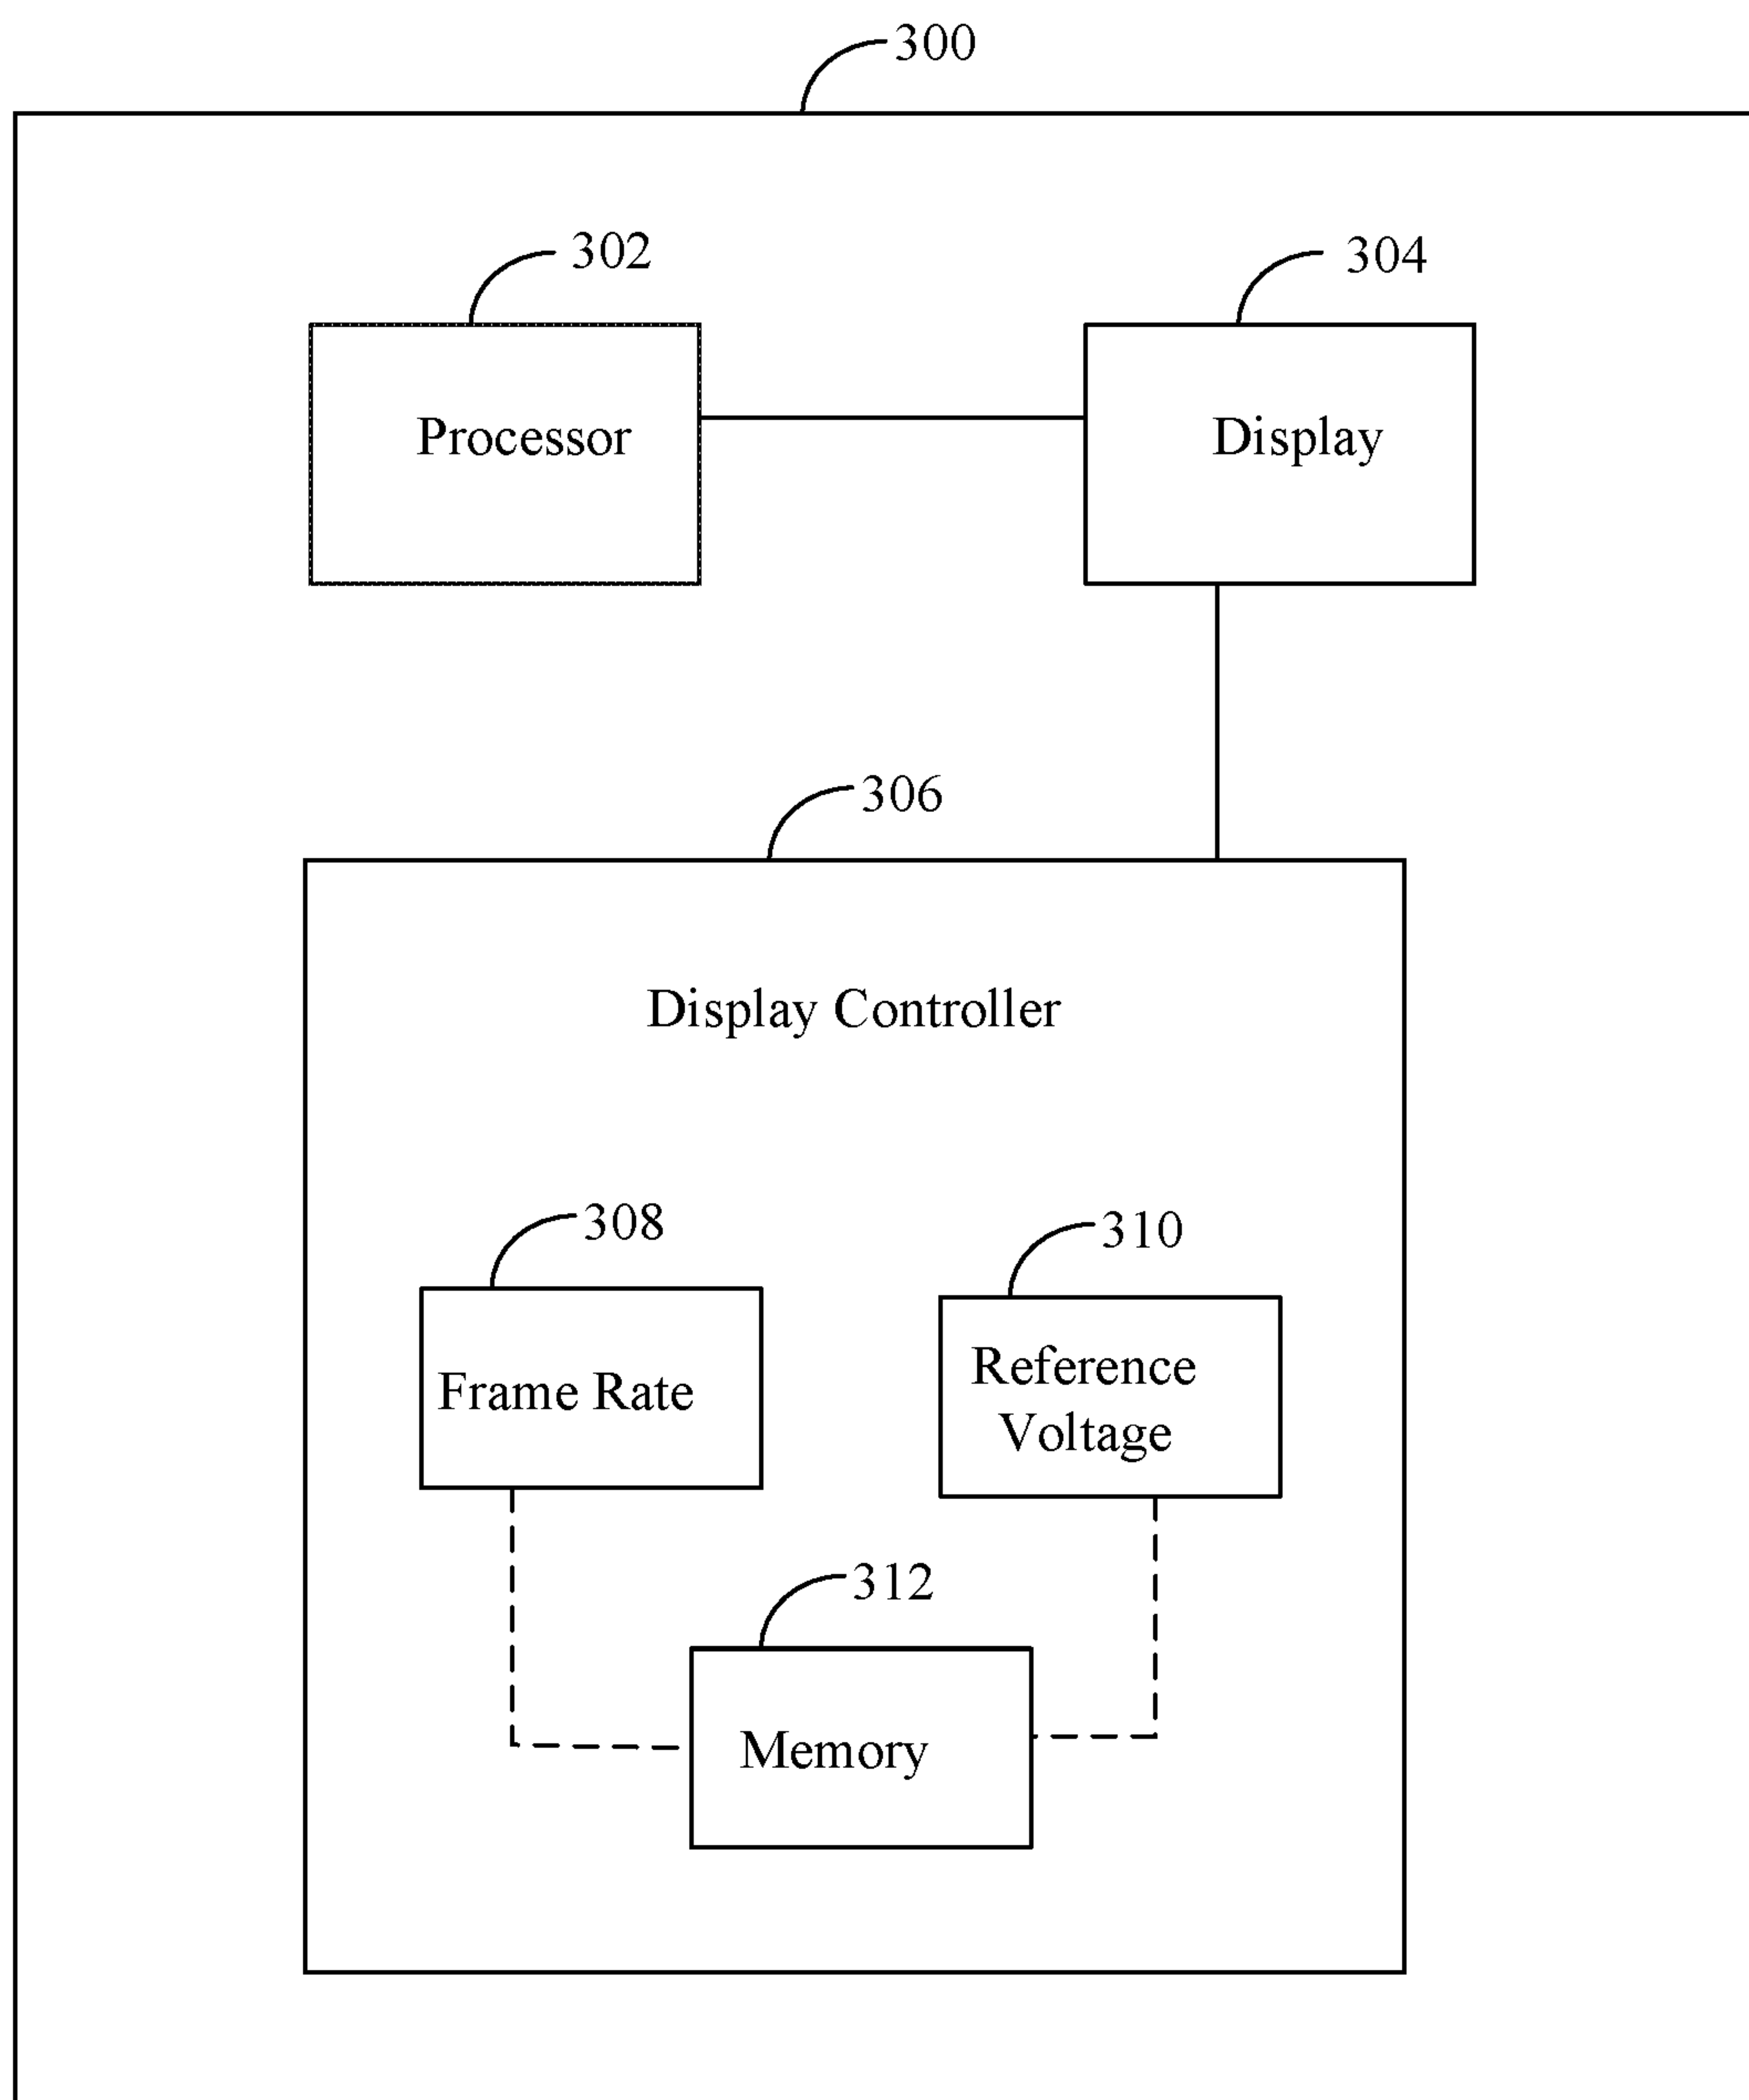 300
302
304
Processor
Display
306
Display Controller
308
310
Frame Rate
Reference
Voltage
312
Memory